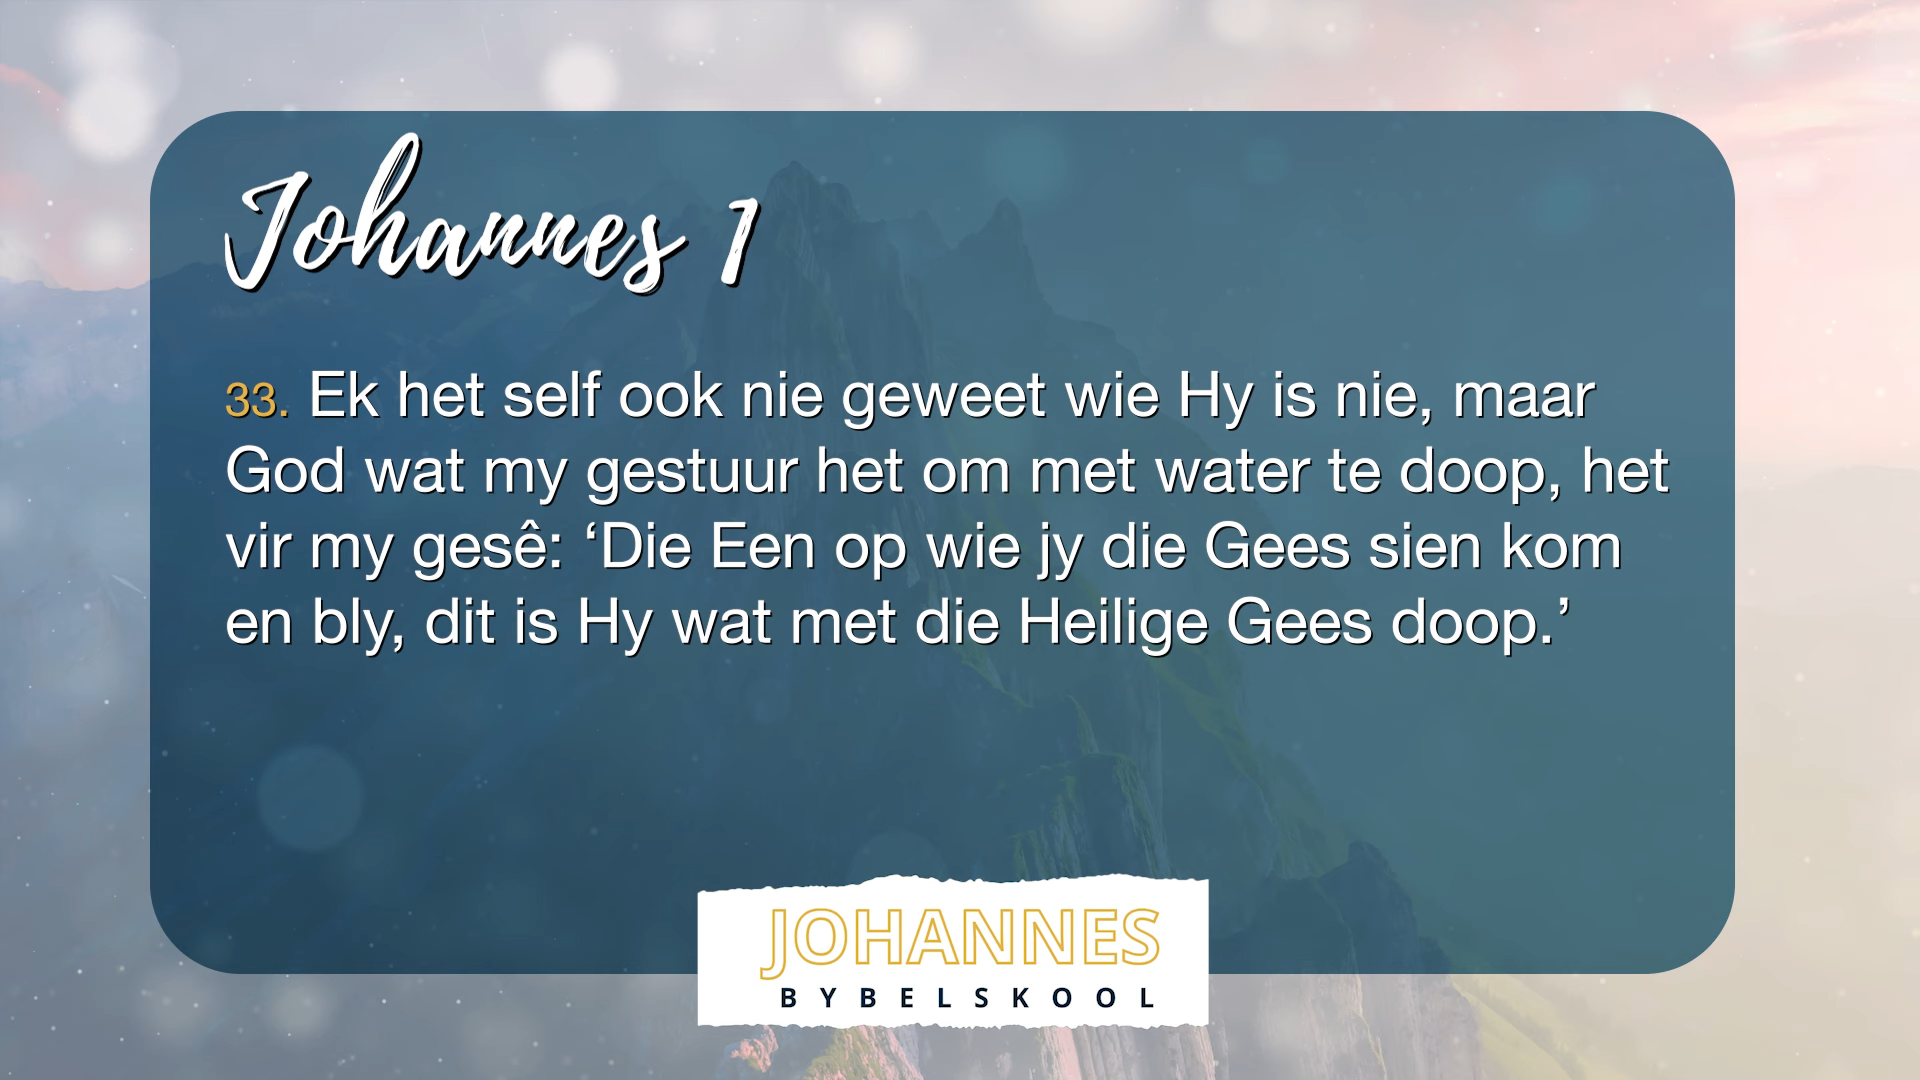 Johannes 1
33. Ek het self ook nie geweet wie Hy is nie, maar
God wat my gestuur het om met water te doop, het
vir my gesê: ‘Die Een op wie jy die Gees sien kom
en bly, dit is Hy wat met die Heilige Gees doop.’
JOHANNES
BYBELSKOOL